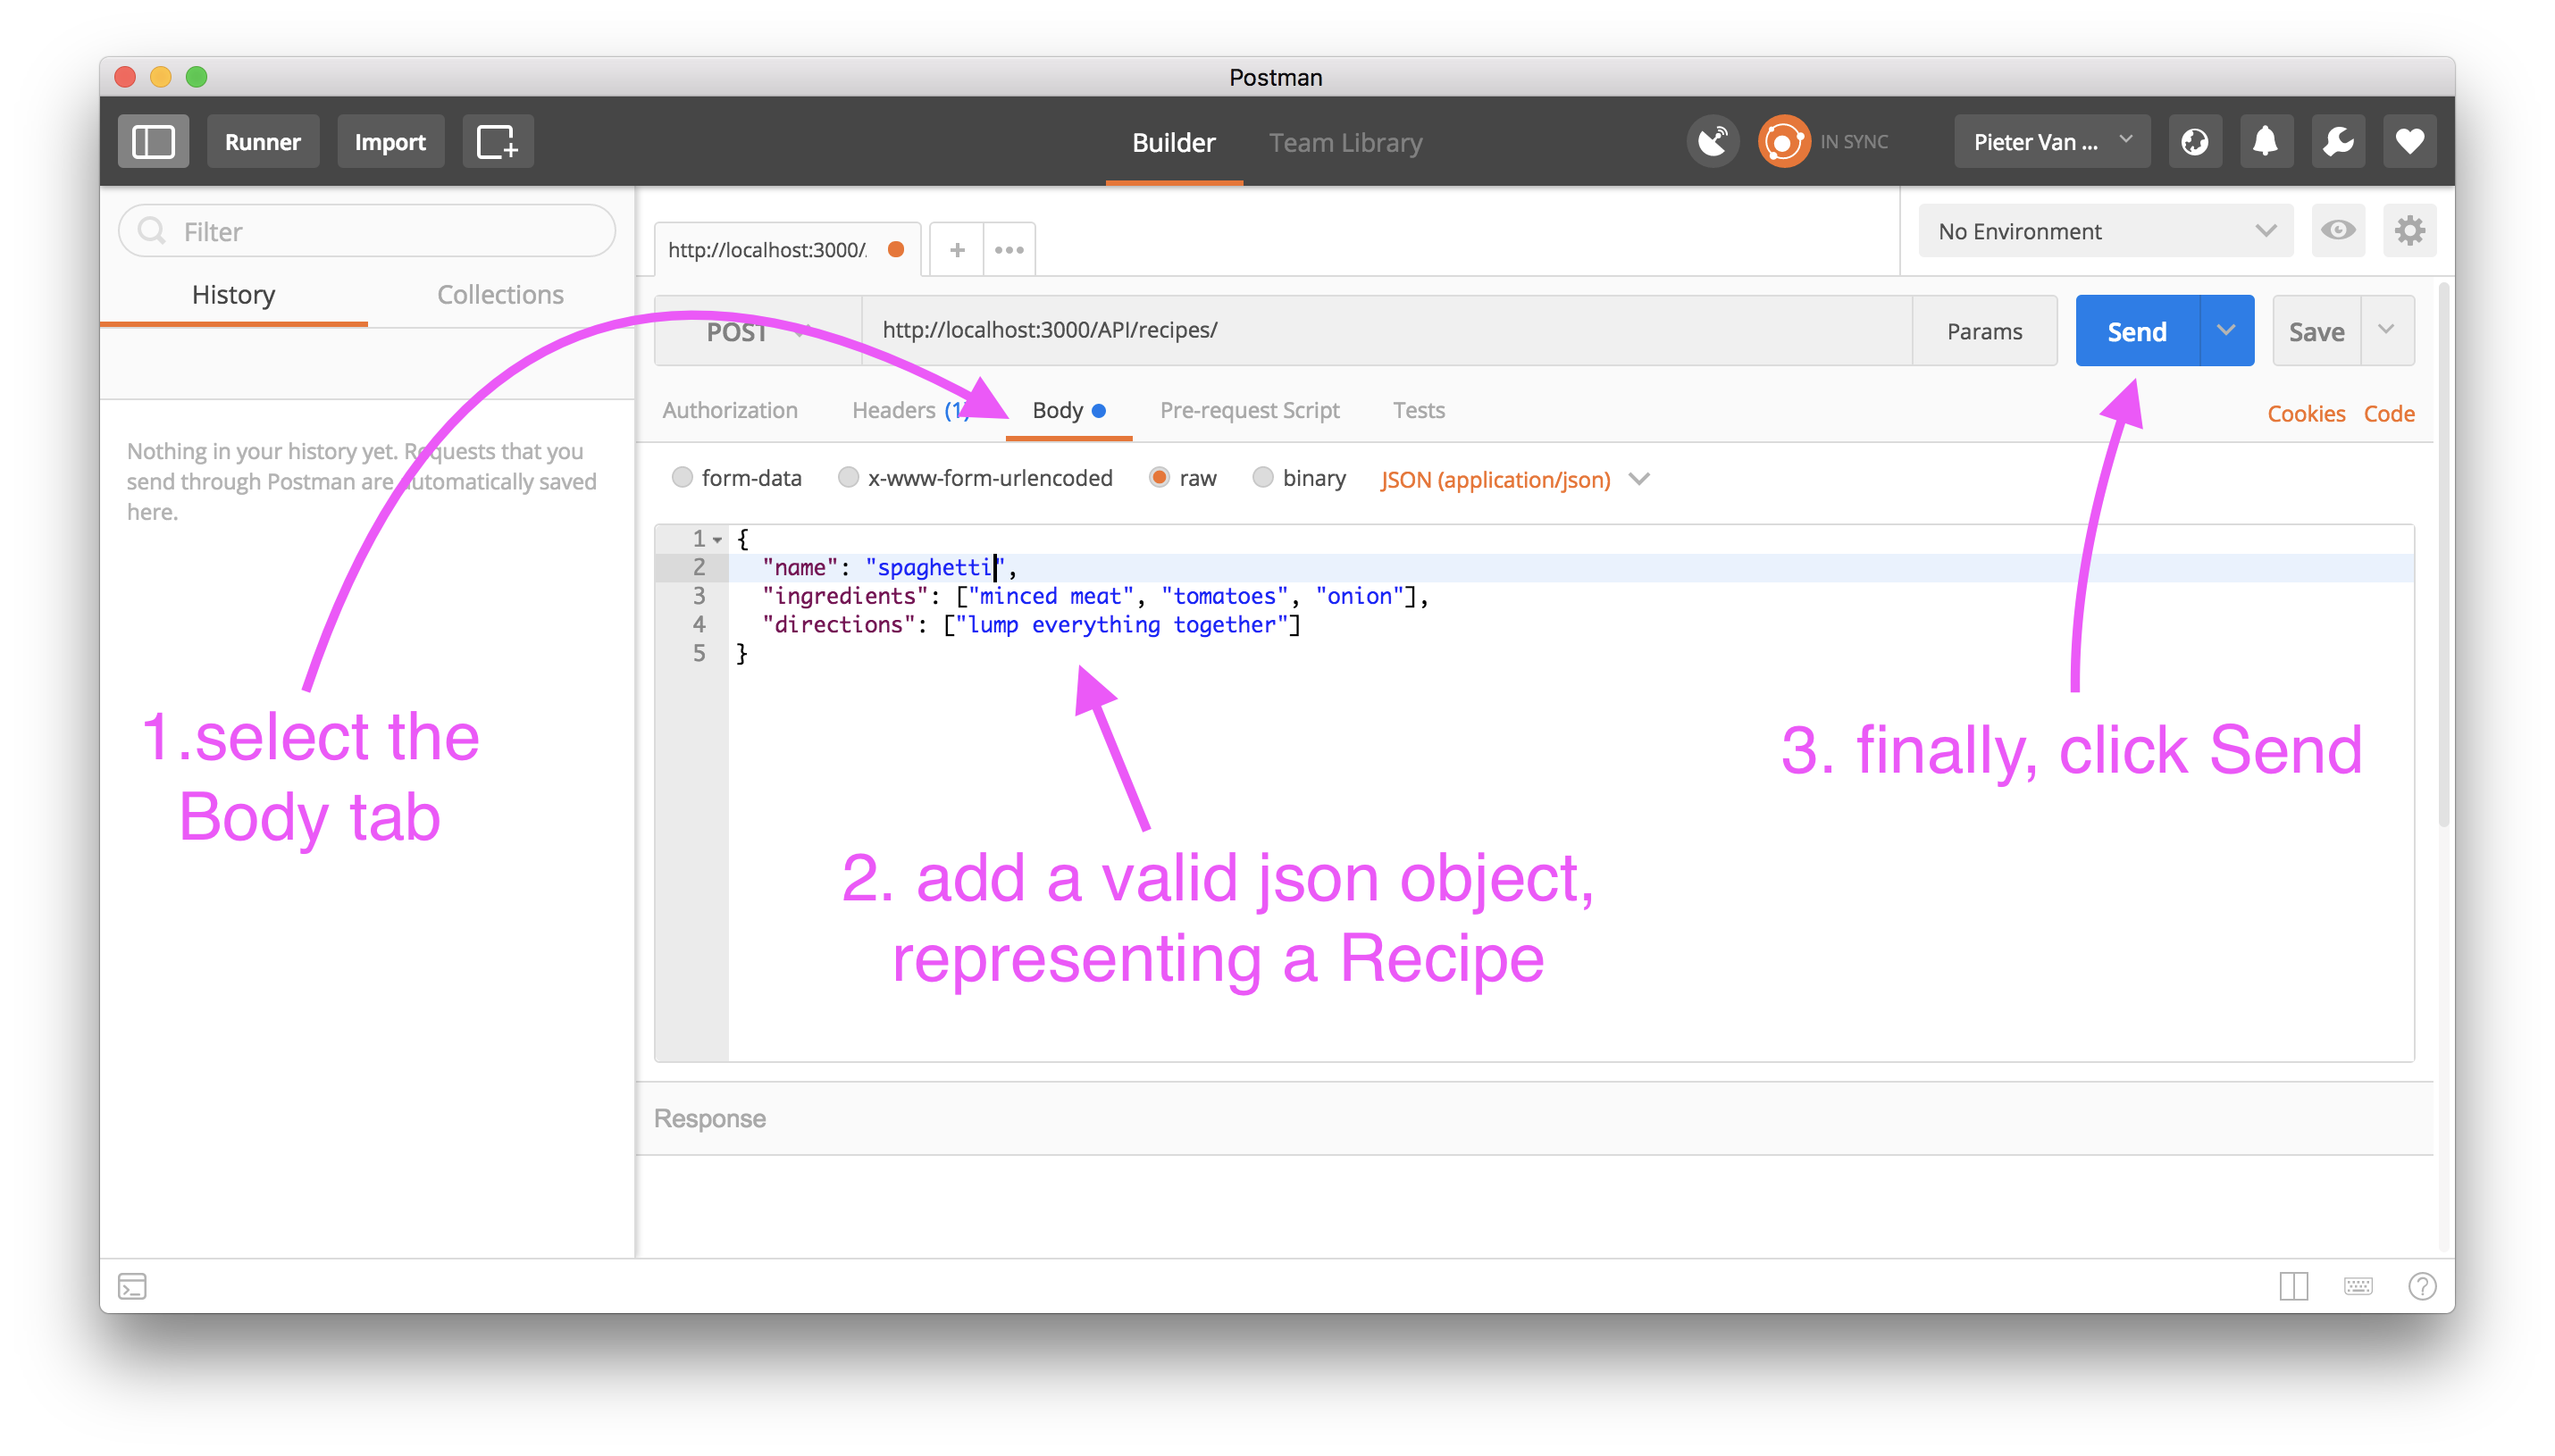 Postman
Runner Import Builder Team Library IN SYNC Pieter Van ...
Filter
History Collections
Nothing in your history yet. Requests that you
send through Postman are automatically saved
here.
http://localhost:3000/. + •••
No Environment
POST http://localhost:3000/API/recipes/ Params Send Save
Authorization Headers (1) Body Pre-request Script Tests Cookies Code
form-data x-www-form-urlencoded raw binary JSON (application/json)
1 {
2 "name": "spaghetti",
3 "ingredients": ["minced meat", "tomatoes", "onion"],
4 "directions": ["lump everything together"]
5 }
1.select the
Body tab
2. add a valid json object,
representing a Recipe
3. finally, click Send
Response